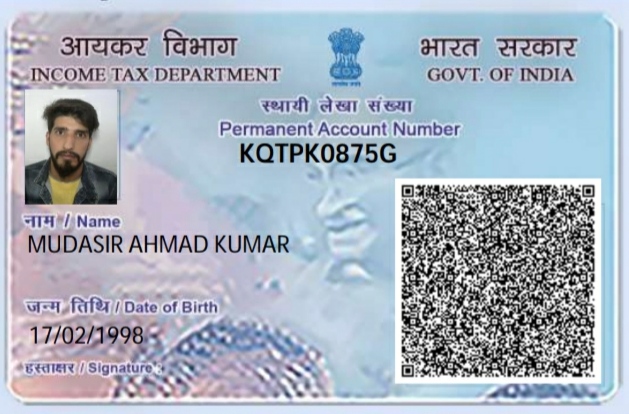 आयकर विभाग
INCOME TAX DEPARTMENT
भारत सरकार
GOVT. OF INDIA
स्थायी लेखा संख्या
Permanent Account Number
KQTPK0875G
नाम / Name
MUDASIR AHMAD KUMAR
जन्म तिथि / Date of Birth
17/02/1998
हस्ताक्षर / Signature :